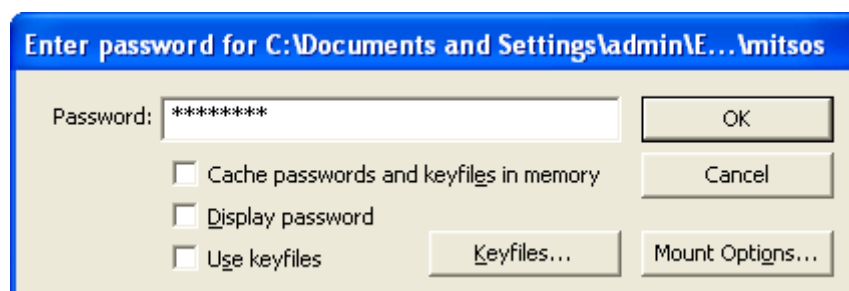 Enter password for C:\Documents and Settings\admin\E...\mitsos
Password: ******** OK
Cache passwords and keyfiles in memory Cancel
Display password
Use keyfiles Keyfiles... Mount Options...